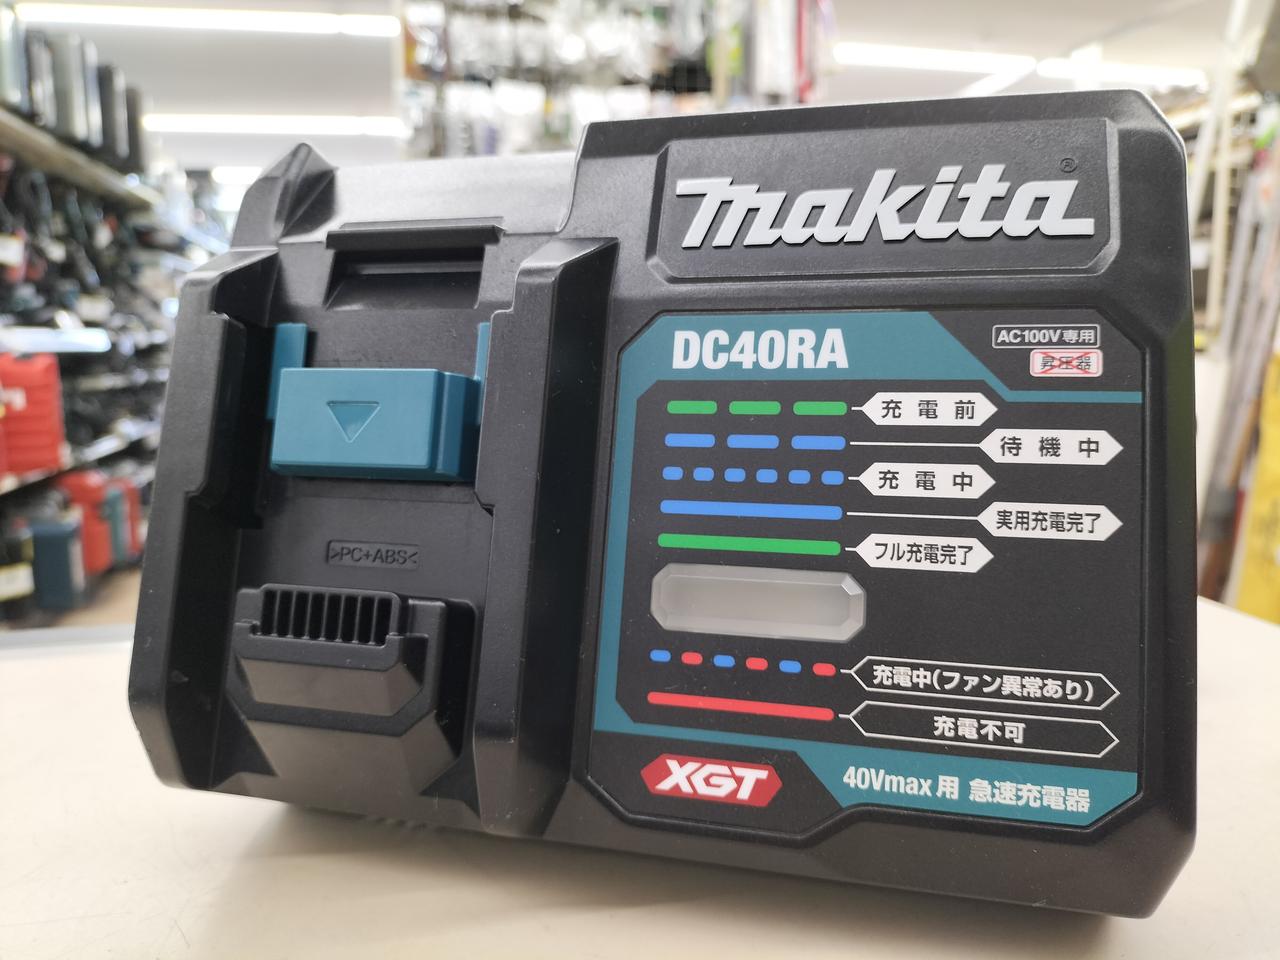 makita®
DC40RA
AC100V専用
昇圧器
充電前
待機中
充電中
実用充電完了
フル充電完了
>PC+ABS<
充電中(ファン異常あり)
充電不可
XGT
40Vmax用 急速充電器